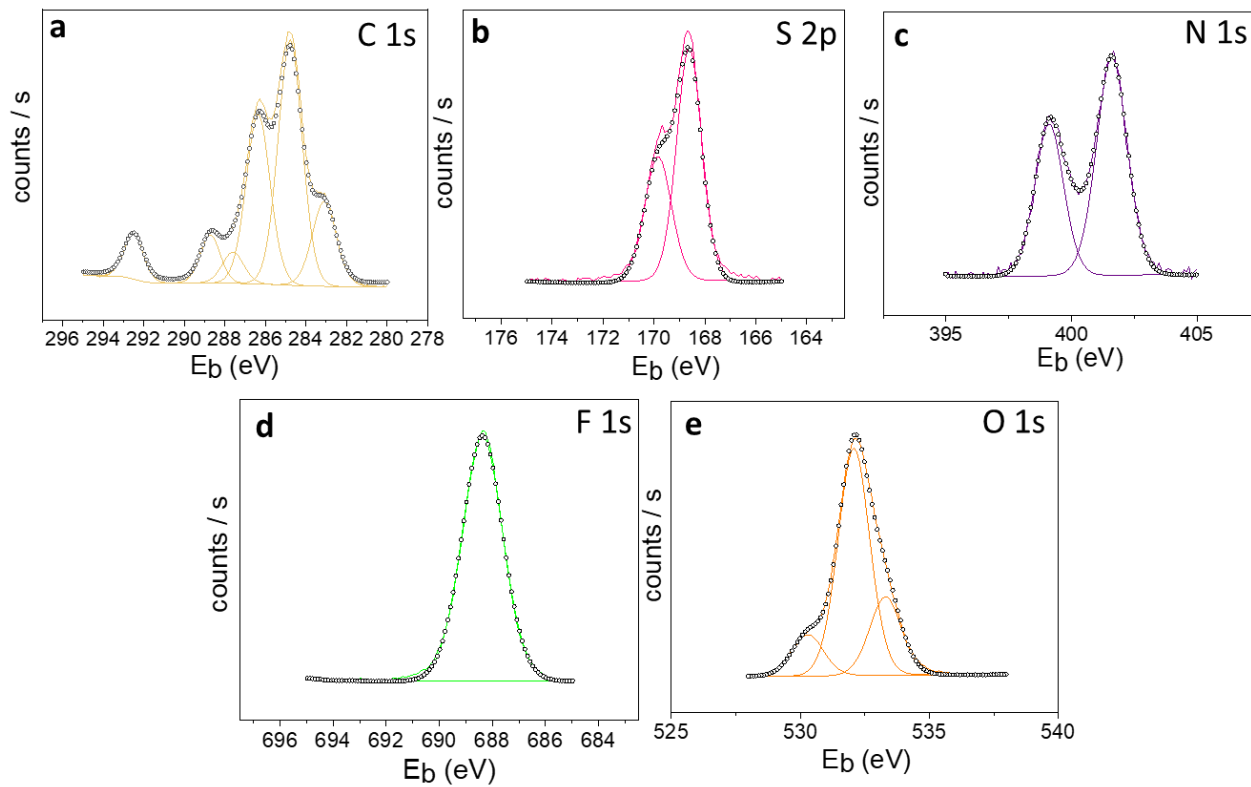 a
C 1s
counts / s
296 294 292 290 288 286 284 282 280 278
Eb (eV)
b
S 2p
counts / s
176 174 172 170 168 166 164
Eb (eV)
c
N 1s
counts / s
395 400 405
Eb (eV)
d
F 1s
counts / s
696 694 692 690 688 686 684
Eb (eV)
e
O 1s
counts / s
525 530 535 540
Eb (eV)